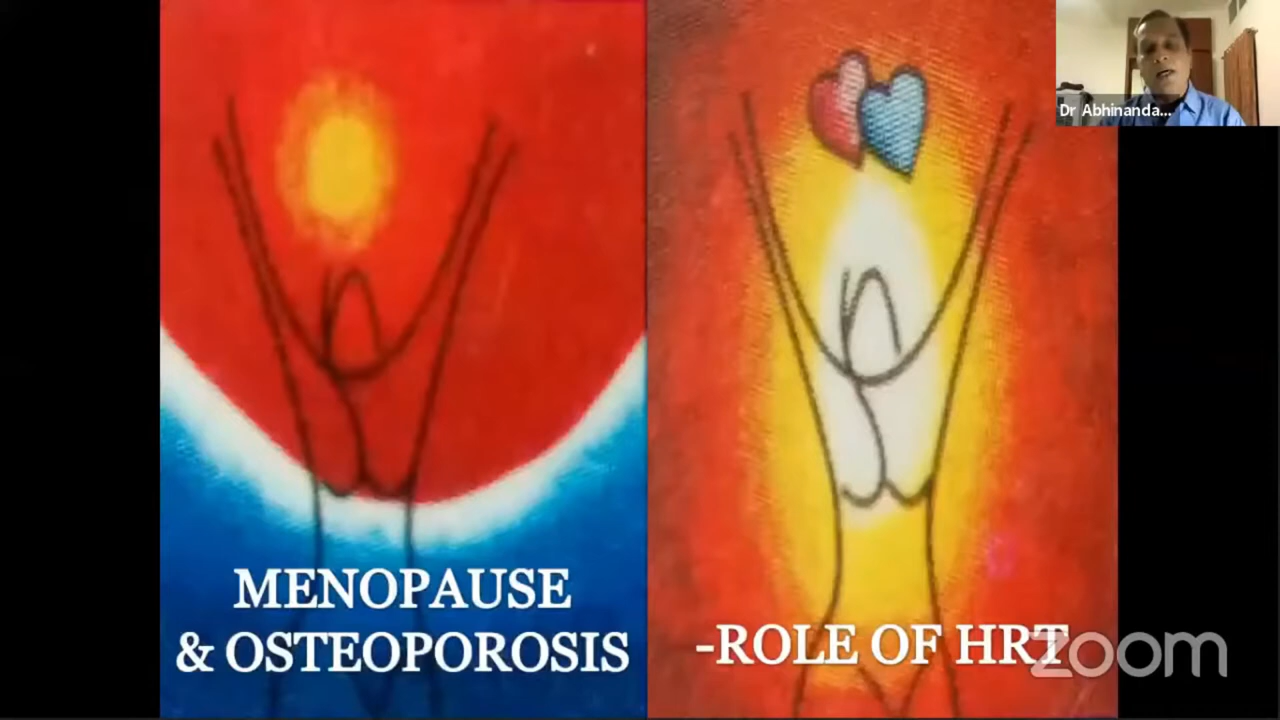 Dr Abhinanda...
MENOPAUSE
& OSTEOPOROSIS
-ROLE OF HRT
zoom